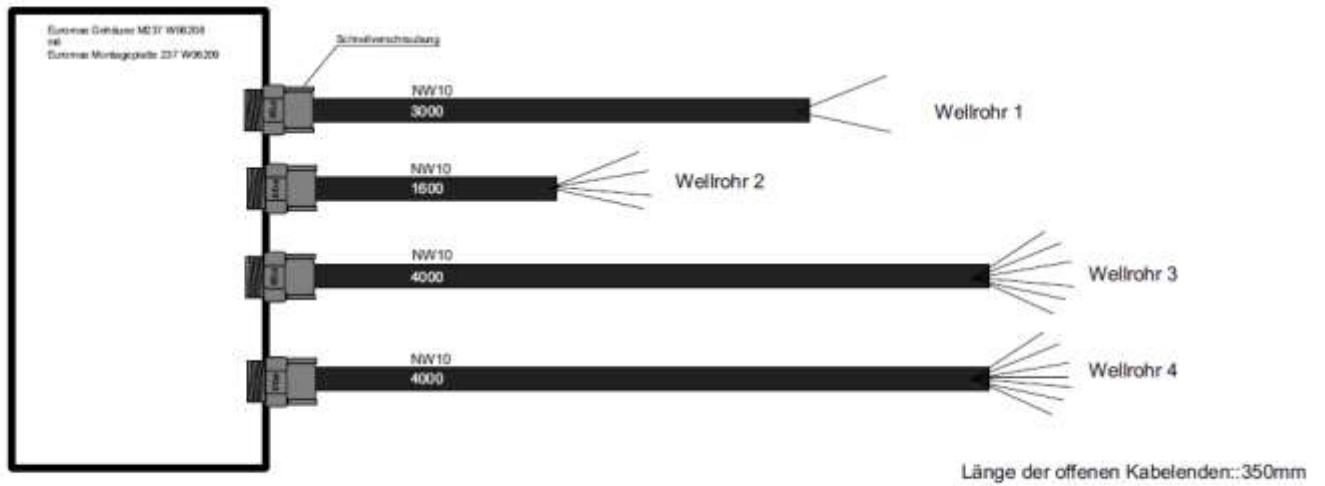 Euromas Gehäuse M237 W06208
mit
Euromas Montageplatte 237 W06209
Schnellverschraubung
NW10
3000
Wellrohr 1
NW10
1600
Wellrohr 2
NW10
4000
Wellrohr 3
NW10
4000
Wellrohr 4
Länge der offenen Kabelenden::350mm